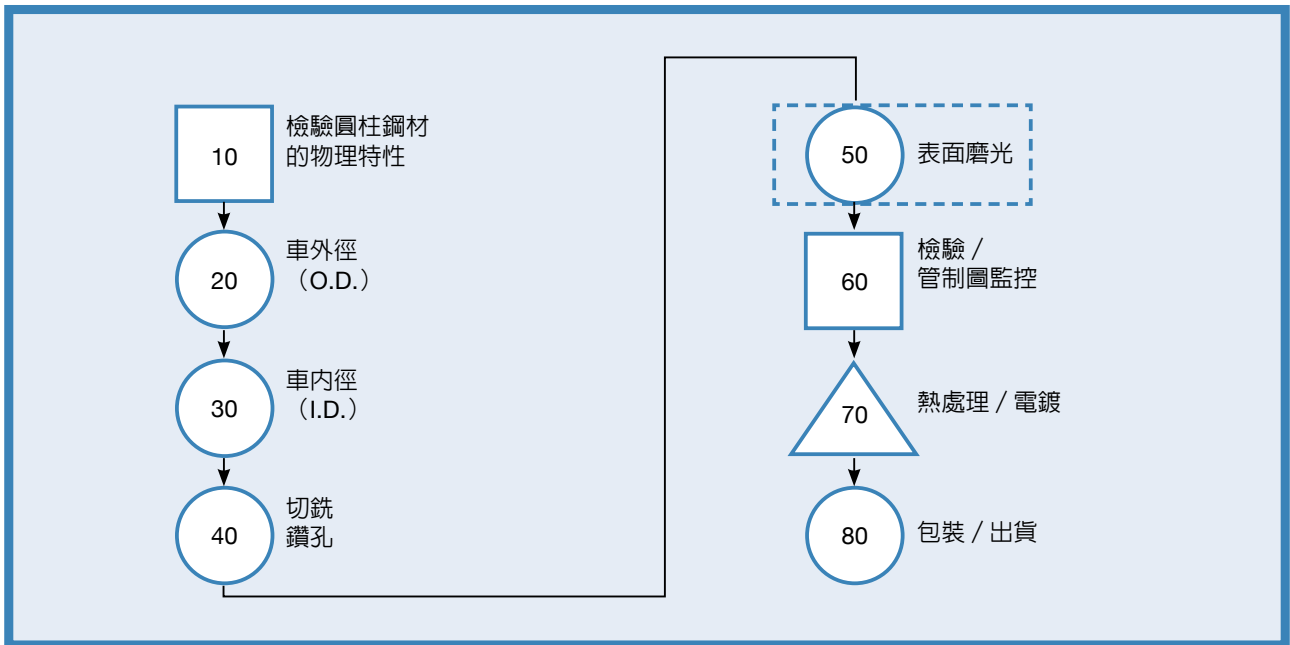 10
檢驗圓柱鋼材
的物理特性
20
車外徑
（O.D.）
30
車內徑
（I.D.）
40
切銑
鑽孔
50
表面磨光
60
檢驗 /
管制圖監控
70
熱處理 / 電鍍
80
包裝 / 出貨